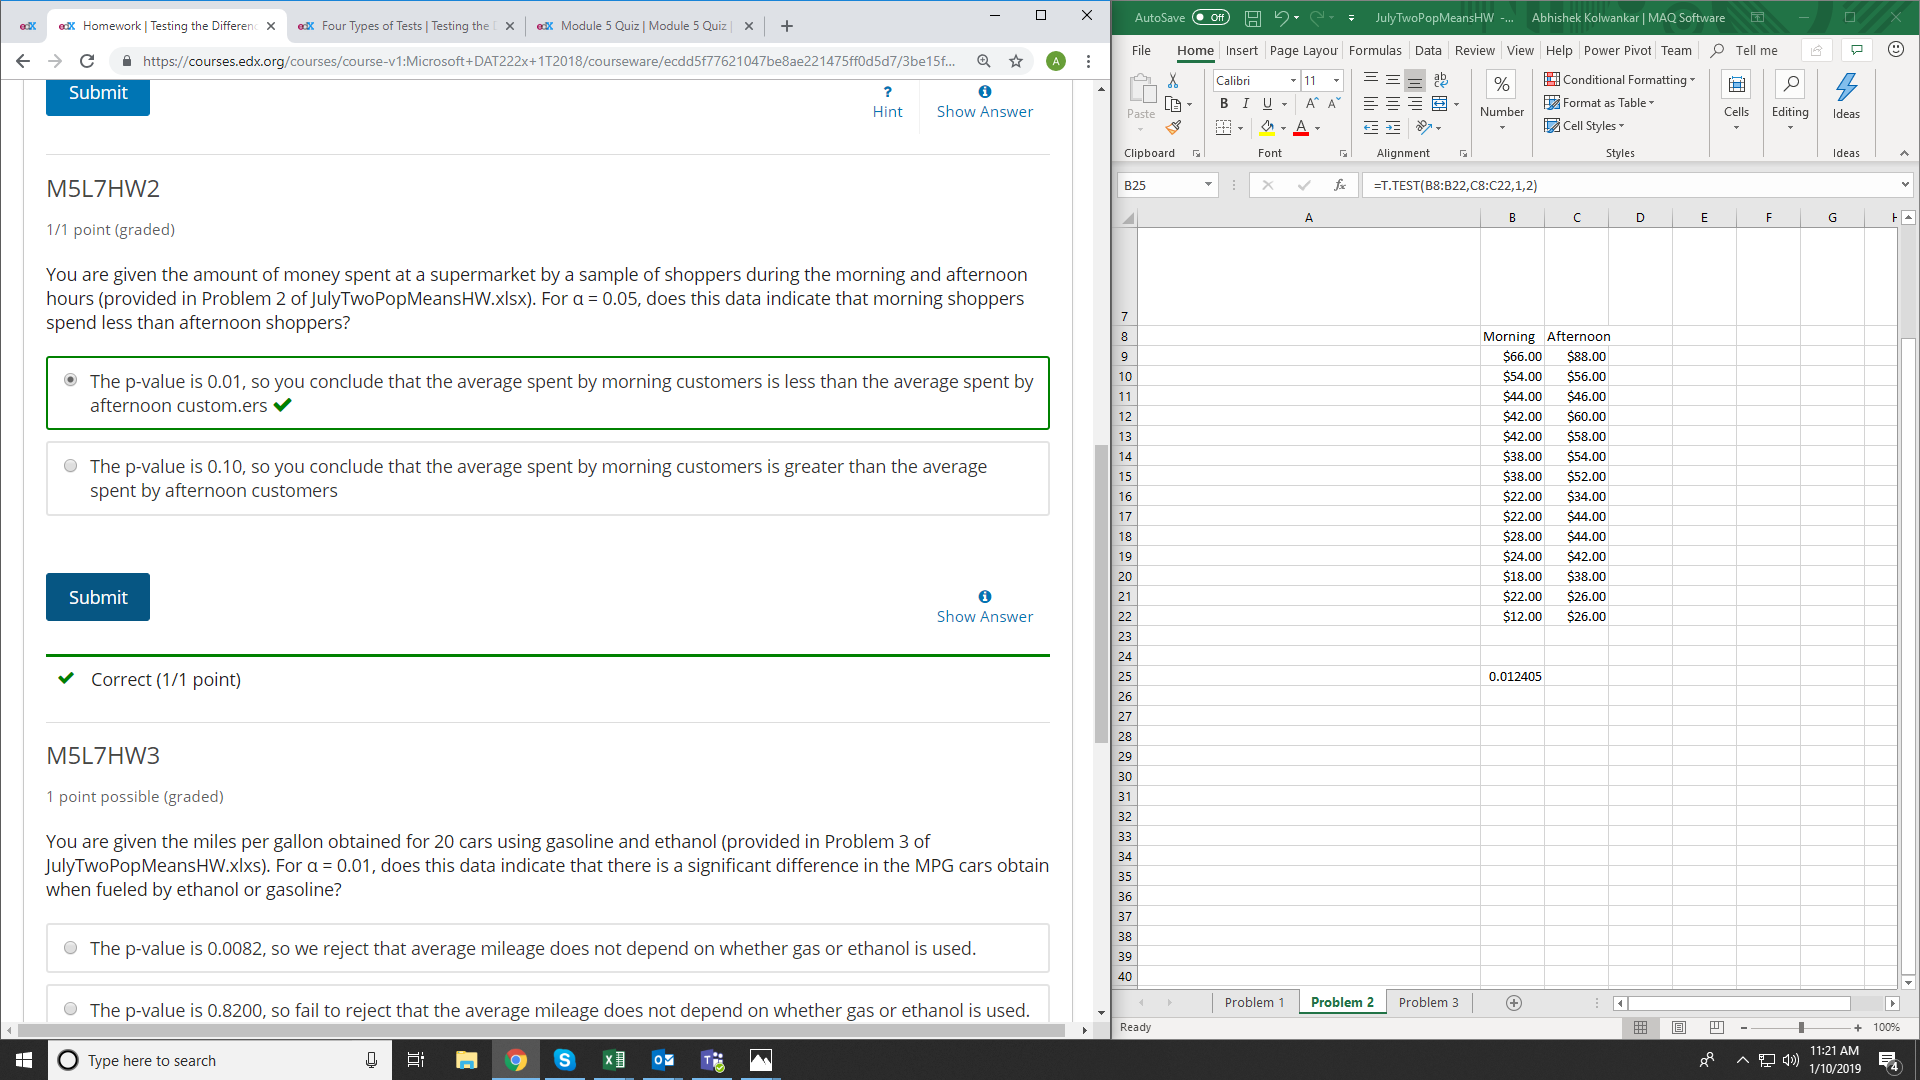 Homework | Testing the Differenc
Four Types of Tests | Testing the
Module 5 Quiz | Module 5 Quiz |
https://courses.edx.org/courses/course-v1:Microsoft+DAT222x+1T2018/courseware/ecdd5f77621047be8ae221475ff0d5d7/3be15f...
A
Submit
?
Hint
Show Answer
M5L7HW2
1/1 point (graded)
You are given the amount of money spent at a supermarket by a sample of shoppers during the morning and afternoon
hours (provided in Problem 2 of JulyTwoPopMeansHW.xlsx). For α = 0.05, does this data indicate that morning shoppers
spend less than afternoon shoppers?
The p-value is 0.01, so you conclude that the average spent by morning customers is less than the average spent by
afternoon custom.ers
The p-value is 0.10, so you conclude that the average spent by morning customers is greater than the average
spent by afternoon customers
Submit
Show Answer
Correct (1/1 point)
M5L7HW3
1 point possible (graded)
You are given the miles per gallon obtained for 20 cars using gasoline and ethanol (provided in Problem 3 of
JulyTwoPopMeansHW.xlxs). For α = 0.01, does this data indicate that there is a significant difference in the MPG cars obtain
when fueled by ethanol or gasoline?
The p-value is 0.0082, so we reject that average mileage does not depend on whether gas or ethanol is used.
The p-value is 0.8200, so fail to reject that the average mileage does not depend on whether gas or ethanol is used.
AutoSave Off JulyTwoPopMeansHW -... Abhishek Kolwankar | MAQ Software
File Home Insert Page Layou Formulas Data Review View Help Power Pivot Team Tell me
Paste
Clipboard
Calibri 11
B I U
Font
Alignment
%
Number
Conditional Formatting
Format as Table
Cell Styles
Styles
Cells
Editing
Ideas
Ideas
B25 fx =T.TEST(B8:B22,C8:C22,1,2)
A B C D E F G H
7
8 Morning Afternoon
9 $66.00 $88.00
10 $54.00 $56.00
11 $44.00 $46.00
12 $42.00 $60.00
13 $42.00 $58.00
14 $38.00 $54.00
15 $38.00 $52.00
16 $22.00 $34.00
17 $22.00 $44.00
18 $28.00 $44.00
19 $24.00 $42.00
20 $18.00 $38.00
21 $22.00 $26.00
22 $12.00 $26.00
23
24
25 0.012405
26
27
28
29
30
31
32
33
34
35
36
37
38
39
40
Problem 1 Problem 2 Problem 3
Ready 100%
Type here to search
11:21 AM
1/10/2019
4